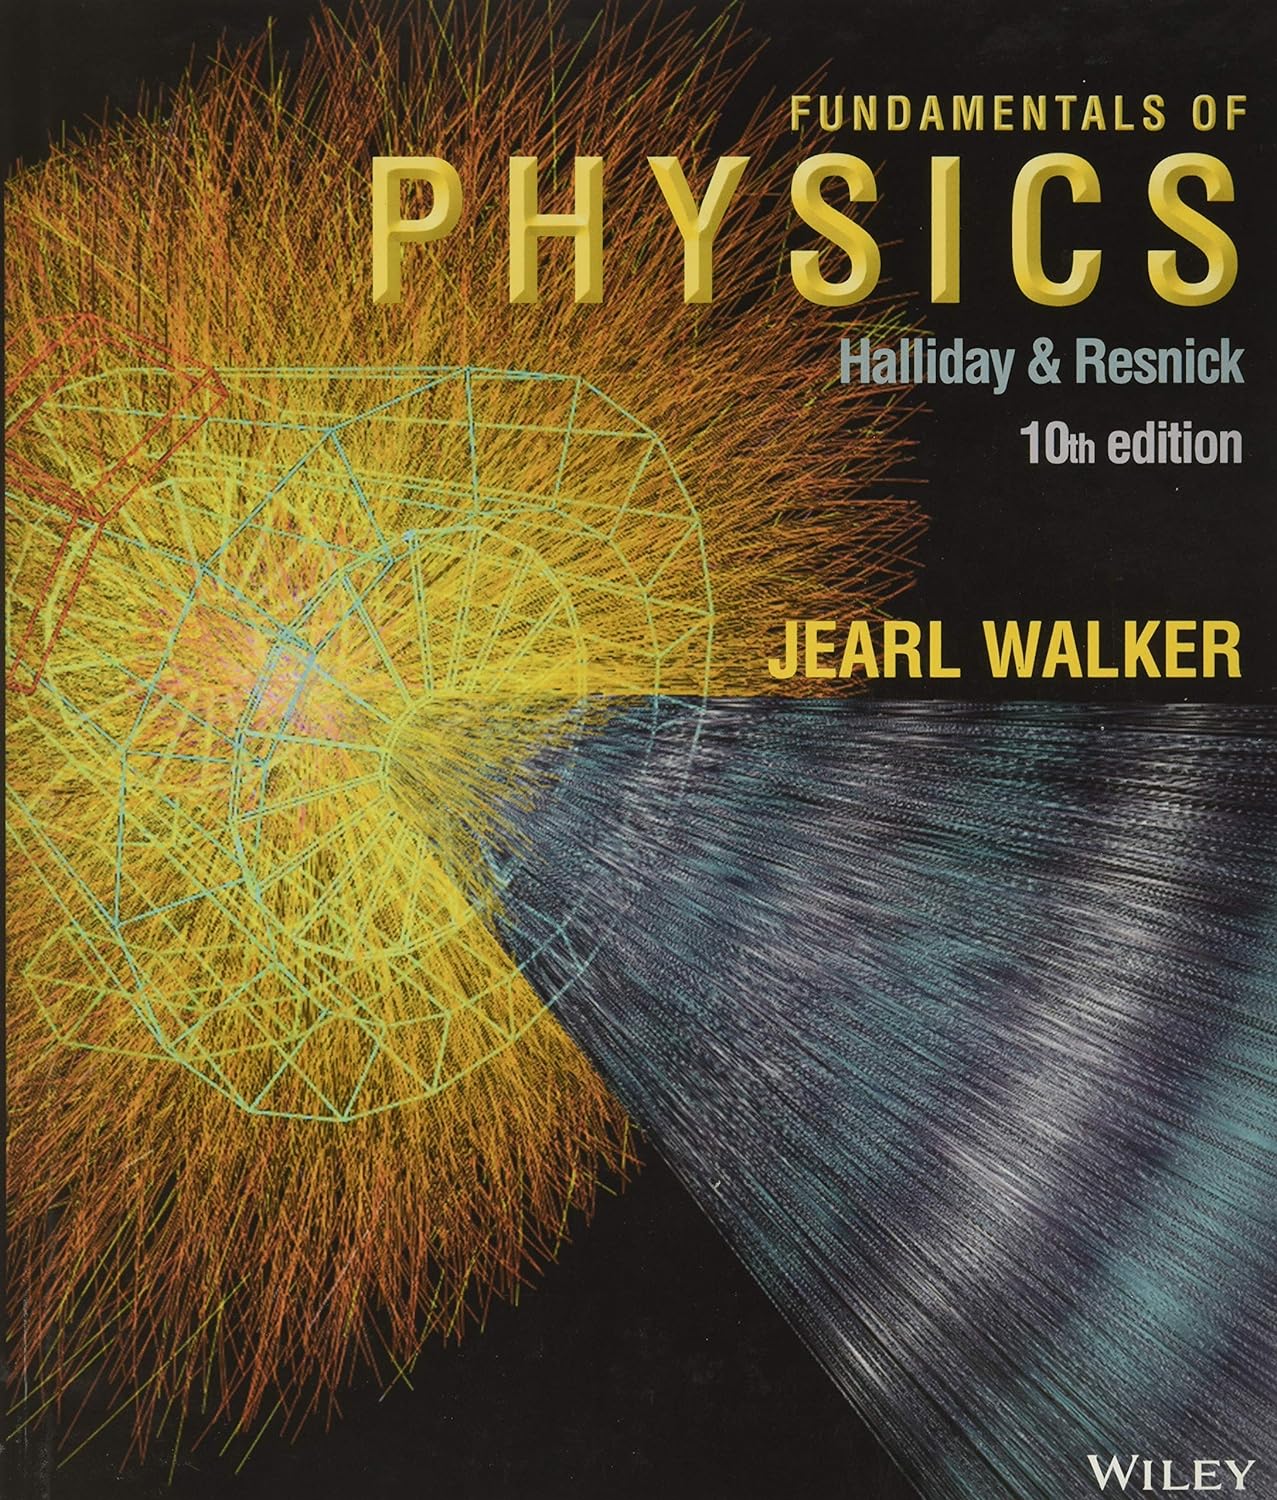 FUNDAMENTALS OF
PHYSICS
Halliday & Resnick
10th edition
JEARL WALKER
WILEY